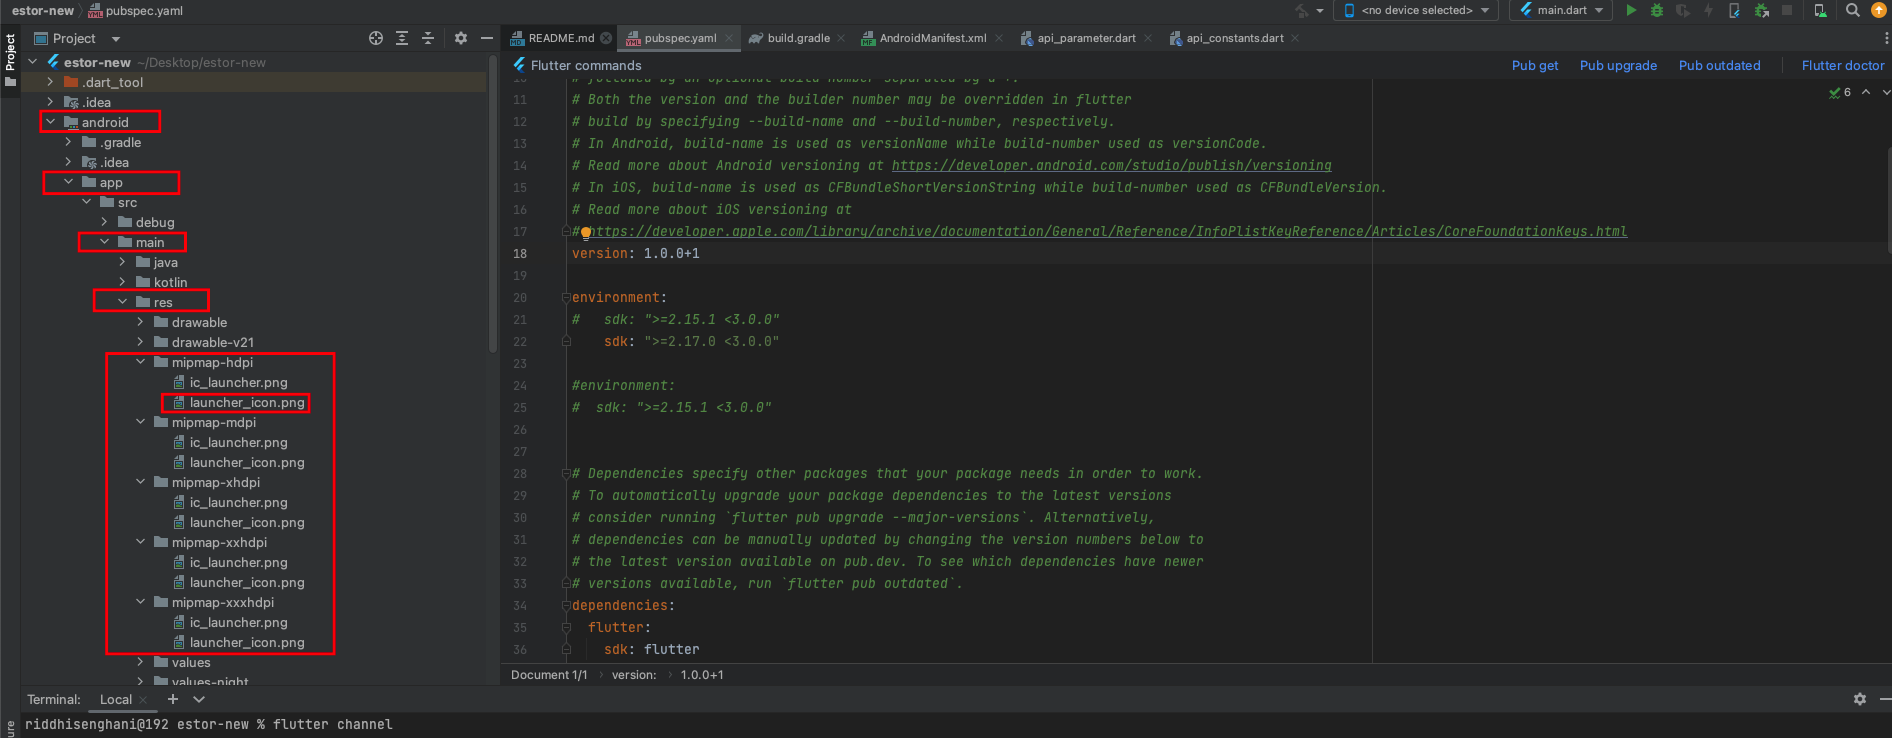 estor-new › pubspec.yaml
<no device selected>
main.dart
Project
Project
README.md
pubspec.yaml
build.gradle
AndroidManifest.xml
api_parameter.dart
api_constants.dart
estor-new ~/Desktop/estor-new
.dart_tool
.idea
android
.gradle
.idea
app
src
debug
main
java
kotlin
res
drawable
drawable-v21
mipmap-hdpi
ic_launcher.png
launcher_icon.png
mipmap-mdpi
ic_launcher.png
launcher_icon.png
mipmap-xhdpi
ic_launcher.png
launcher_icon.png
mipmap-xxhdpi
ic_launcher.png
launcher_icon.png
mipmap-xxxhdpi
ic_launcher.png
launcher_icon.png
values
values-night
Flutter commands
Pub get
Pub upgrade
Pub outdated
Flutter doctor
6
10 # followed by an optional build number separated by a +.
11 # Both the version and the builder number may be overridden in flutter
12 # build by specifying --build-name and --build-number, respectively.
13 # In Android, build-name is used as versionName while build-number used as versionCode.
14 # Read more about Android versioning at https://developer.android.com/studio/publish/versioning
15 # In iOS, build-name is used as CFBundleShortVersionString while build-number used as CFBundleVersion.
16 # Read more about iOS versioning at
17 # https://developer.apple.com/library/archive/documentation/General/Reference/InfoPlistKeyReference/Articles/CoreFoundationKeys.html
18 version: 1.0.0+1
19
20 environment:
21 #   sdk: ">=2.15.1 <3.0.0"
22     sdk: ">=2.17.0 <3.0.0"
23
24 #environment:
25 #  sdk: ">=2.15.1 <3.0.0"
26
27
28 # Dependencies specify other packages that your package needs in order to work.
29 # To automatically upgrade your package dependencies to the latest versions
30 # consider running `flutter pub upgrade --major-versions`. Alternatively,
31 # dependencies can be manually updated by changing the version numbers below to
32 # the latest version available on pub.dev. To see which dependencies have newer
33 # versions available, run `flutter pub outdated`.
34 dependencies:
35   flutter:
36     sdk: flutter
Document 1/1 › version: › 1.0.0+1
Terminal: Local
riddhisenghani@192 estor-new % flutter channel